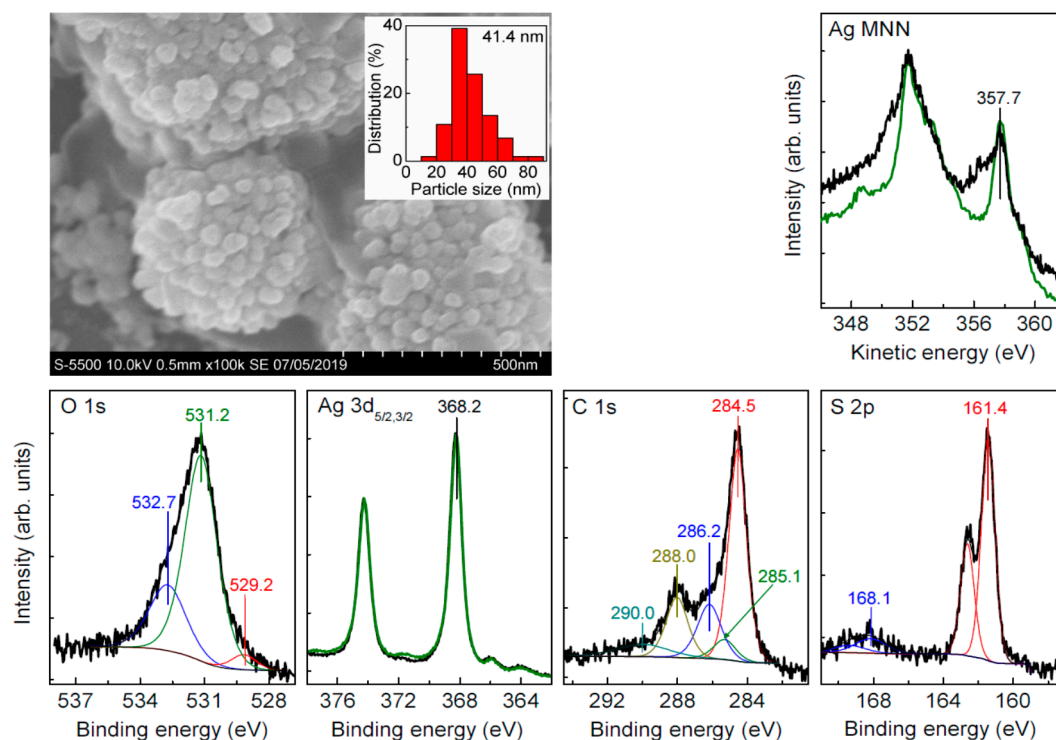 40
41.4 nm
Distribution (%)
20
0
20 40 60 80
Particle size (nm)
S-5500 10.0kV 0.5mm x100k SE 07/05/2019
500nm
Ag MNN
357.7
Intensity (arb. units)
348 352 356 360
Kinetic energy (eV)
O 1s
531.2
532.7
529.2
Intensity (arb. units)
537 534 531 528
Binding energy (eV)
Ag 3d5/2,3/2
368.2
376 372 368 364
Binding energy (eV)
C 1s
284.5
286.2
288.0
285.1
290.0
292 288 284
Binding energy (eV)
S 2p
161.4
168.1
168 164 160
Binding energy (eV)